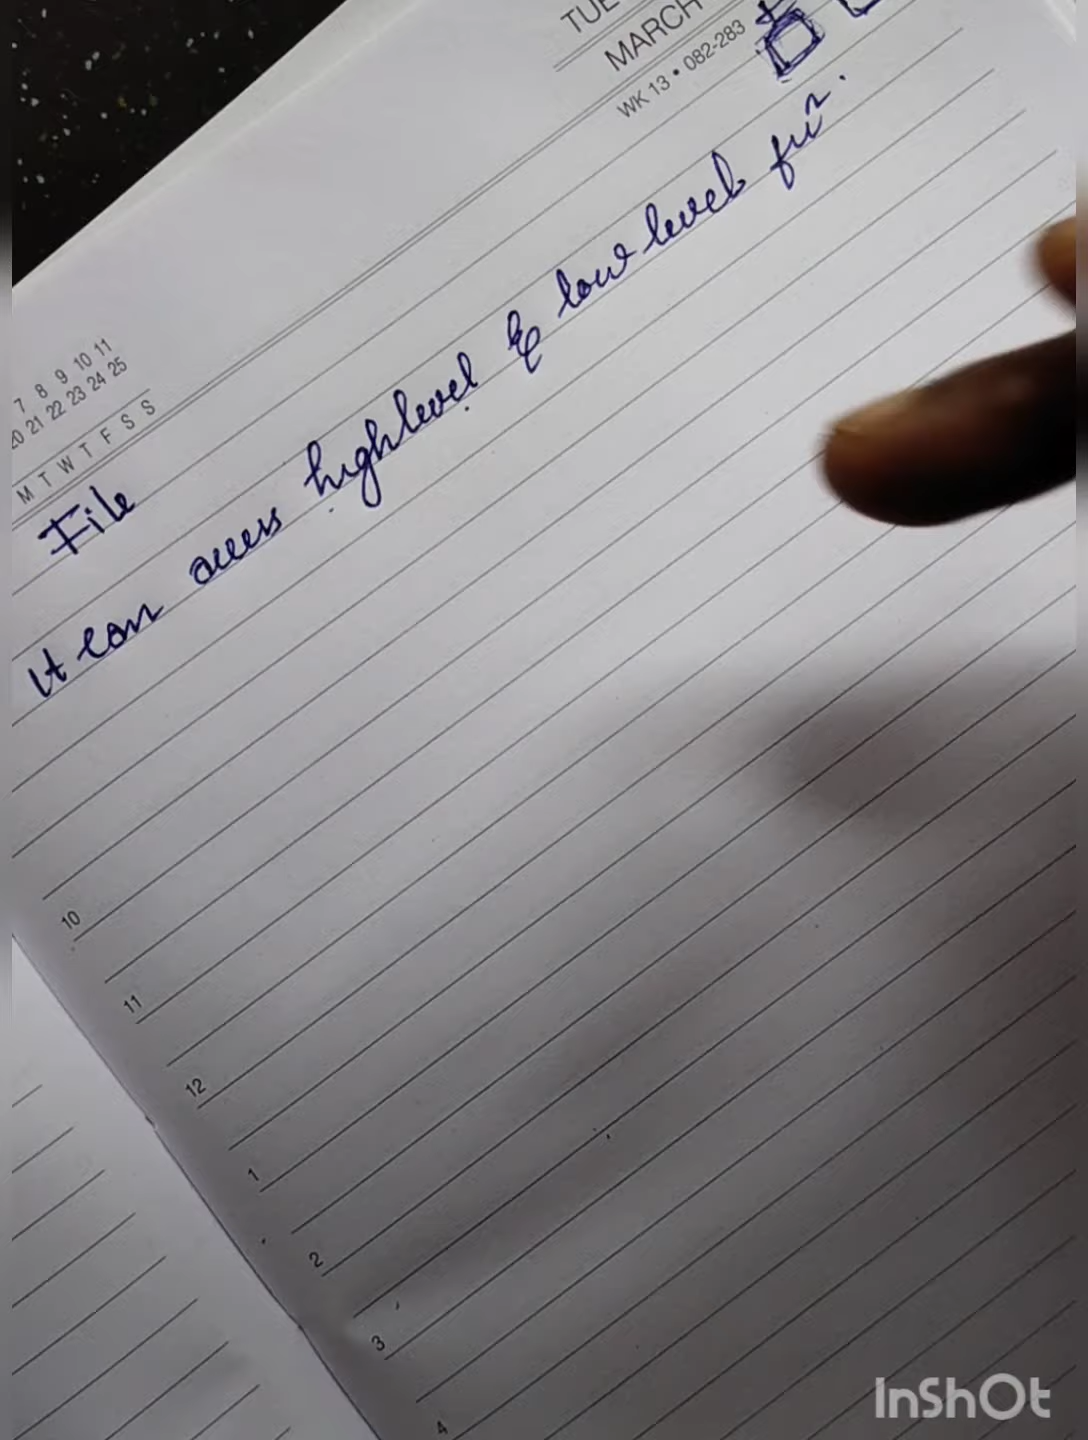 TUE
MARCH
WK 13 • 082-283
7 8 9 10 11
20 21 22 23 24 25
M T W T F S S
File
It can access highlevel & low level
10
11
12
1
2
3
4
InShOt